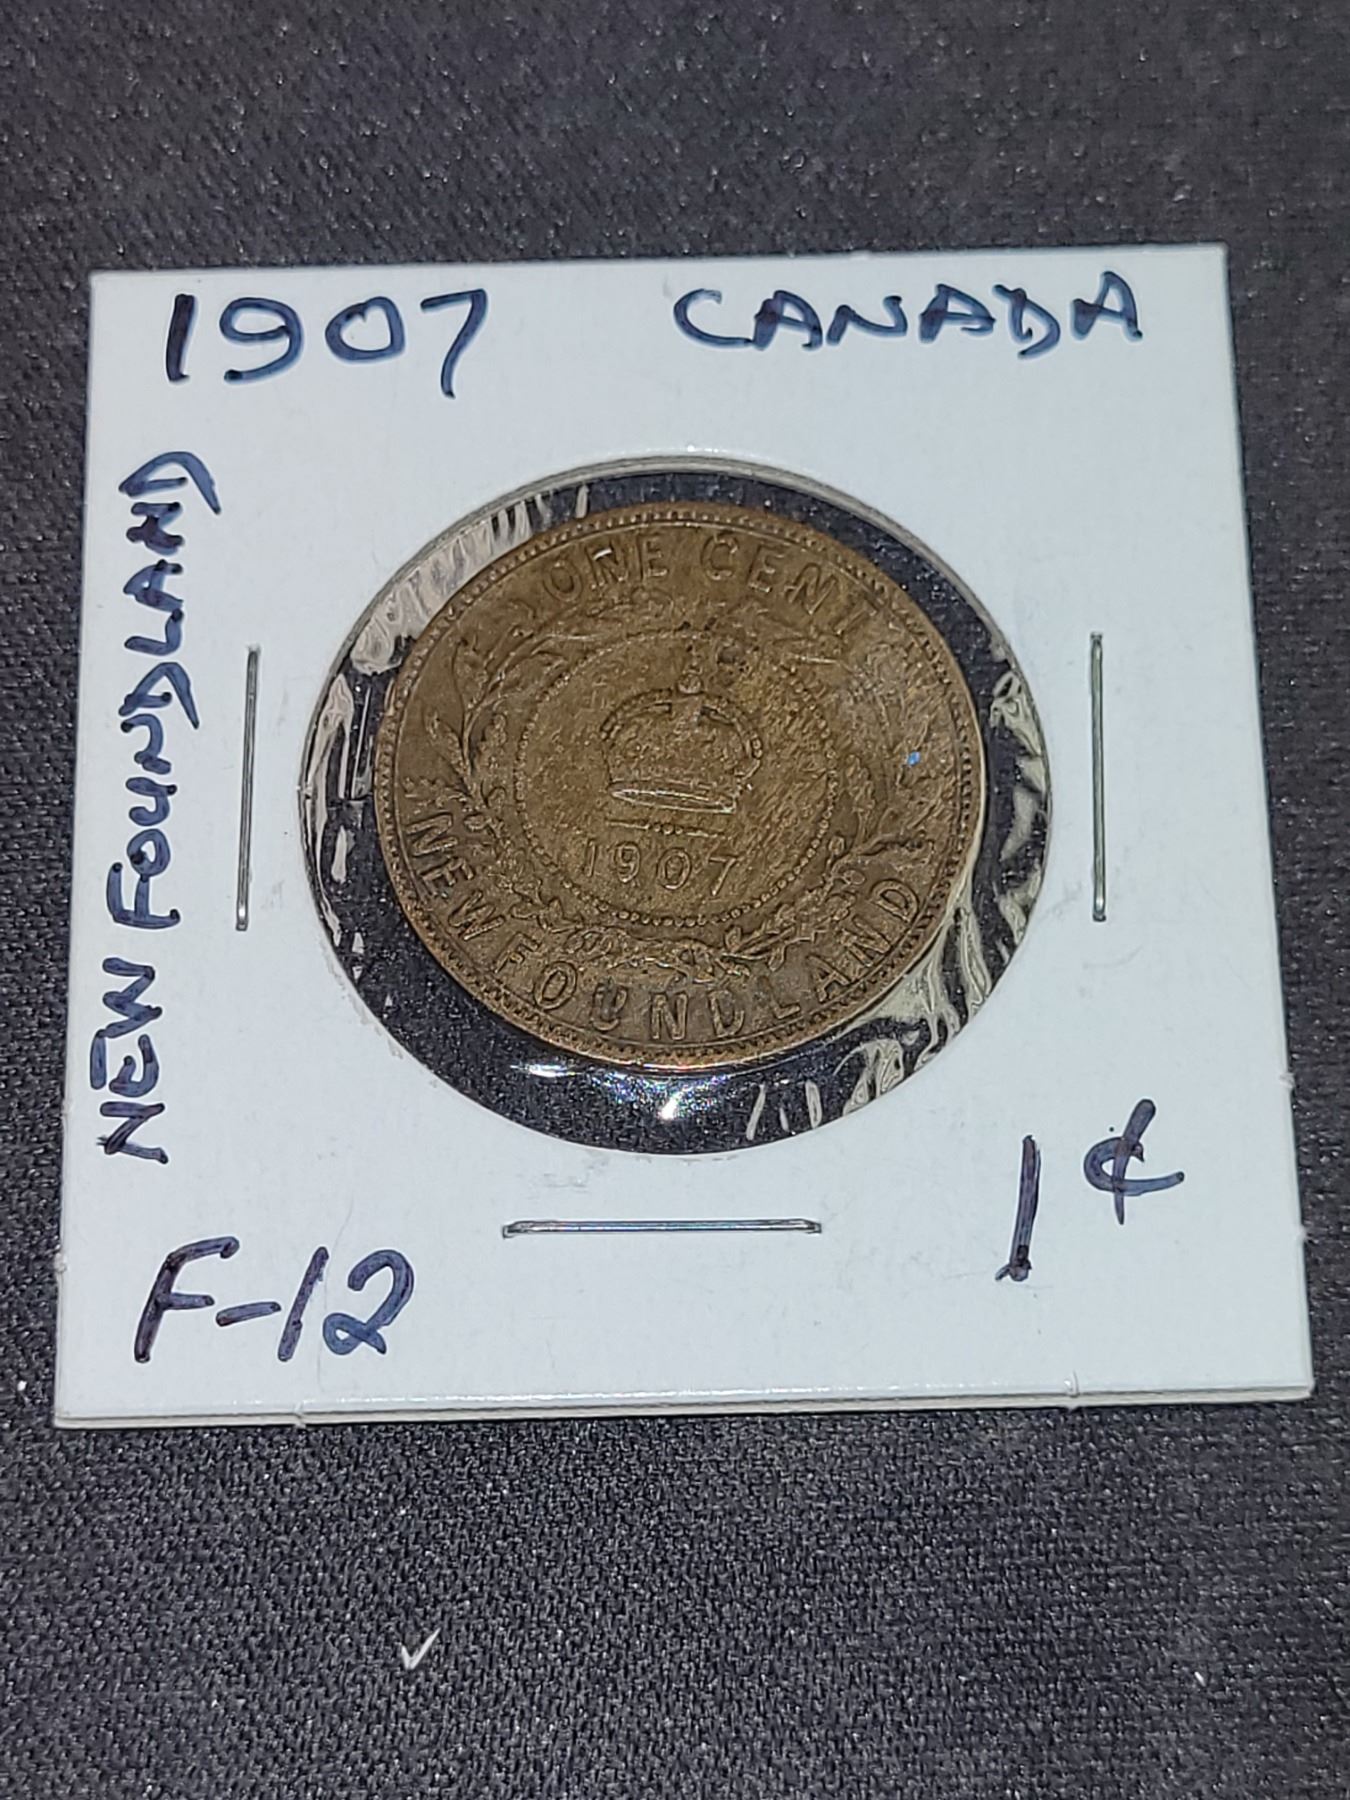 1907 CANADA
NEW FOUNDLAND
ONE CENT
1907
NEWFOUNDLAND
F-12
1¢